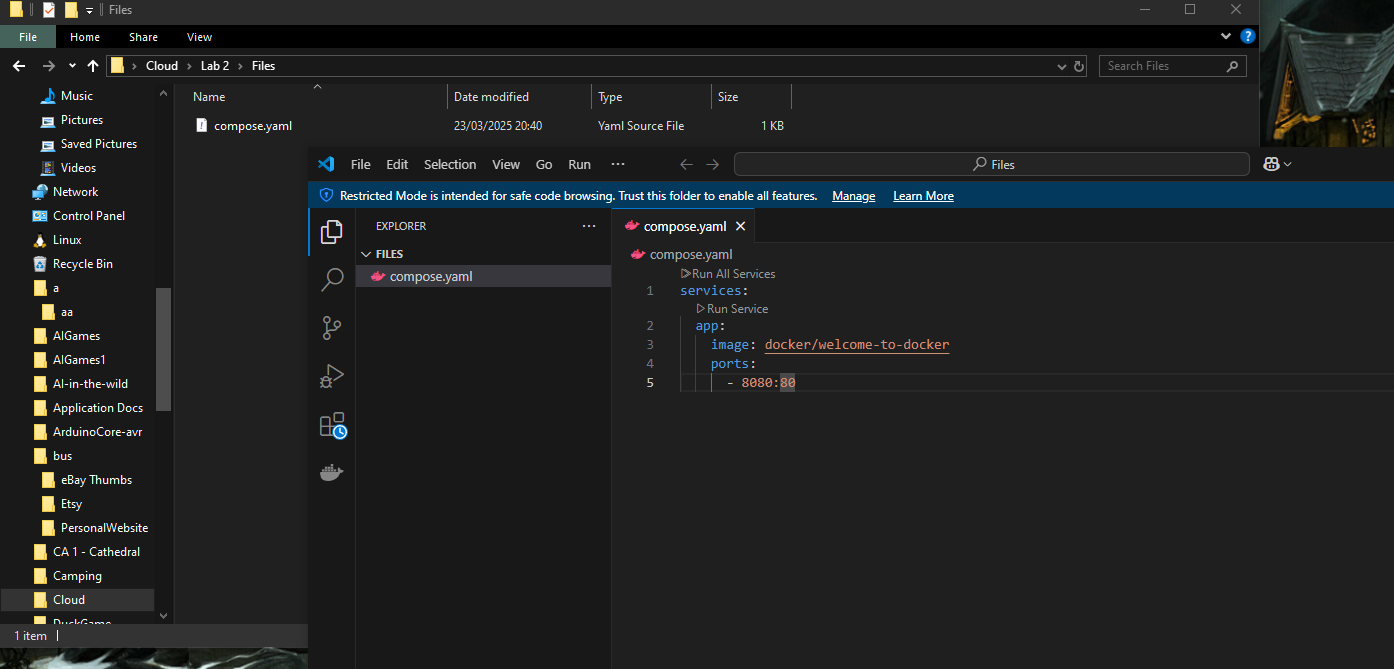 Files
File Home Share View
Cloud Lab 2 Files
Search Files
Music
Pictures
Saved Pictures
Videos
Network
Control Panel
Linux
Recycle Bin
a
aa
AIGames
AIGames1
AI-in-the-wild
Application Docs
ArduinoCore-avr
bus
eBay Thumbs
Etsy
PersonalWebsite
CA 1 - Cathedral
Camping
Cloud
DuckGame
1 item
Name Date modified Type Size
compose.yaml 23/03/2025 20:40 Yaml Source File 1 KB
File Edit Selection View Go Run ···
Files
Restricted Mode is intended for safe code browsing. Trust this folder to enable all features. Manage Learn More
EXPLORER ···
FILES
compose.yaml
compose.yaml
compose.yaml
Run All Services
1 services:
Run Service
2 app:
3 image: docker/welcome-to-docker
4 ports:
5 - 8080:80